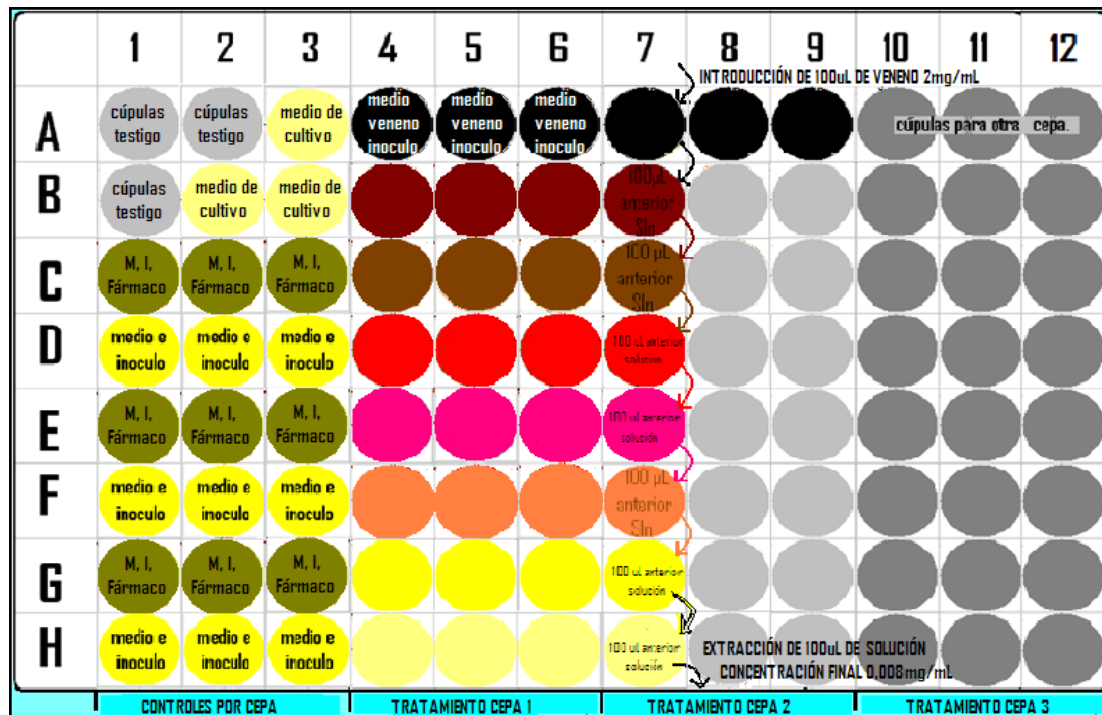 1 2 3 4 5 6 7 8 9 10 11 12
INTRODUCCIÓN DE 100uL DE VENENO 2mg/mL
A
cúpulas
testigo
cúpulas
testigo
medio de
cultivo
medio
veneno
inoculo
medio
veneno
inoculo
medio
veneno
inoculo
cúpulas para otra cepa.
B
cúpulas
testigo
medio de
cultivo
medio de
cultivo
100µL
anterior
Sln
C
M, I,
Fármaco
M, I,
Fármaco
M, I,
Fármaco
100 µL
anterior
Sln
D
medio e
inoculo
medio e
inoculo
medio e
inoculo
100 uL anterior
solución
E
M, I,
Fármaco
M, I,
Fármaco
M, I,
Fármaco
100 ul anterior
solución
F
medio e
inoculo
medio e
inoculo
medio e
inoculo
100 µL
anterior
Sln
G
M, I,
Fármaco
M, I,
Fármaco
M, I,
Fármaco
100 uL anterior
solución
H
medio e
inoculo
medio e
inoculo
medio e
inoculo
100 uL anterior
solución
EXTRACCIÓN DE 100uL DE SOLUCIÓN
CONCENTRACIÓN FINAL 0,008mg/mL
CONTROLES POR CEPA
TRATAMIENTO CEPA 1
TRATAMIENTO CEPA 2
TRATAMIENTO CEPA 3